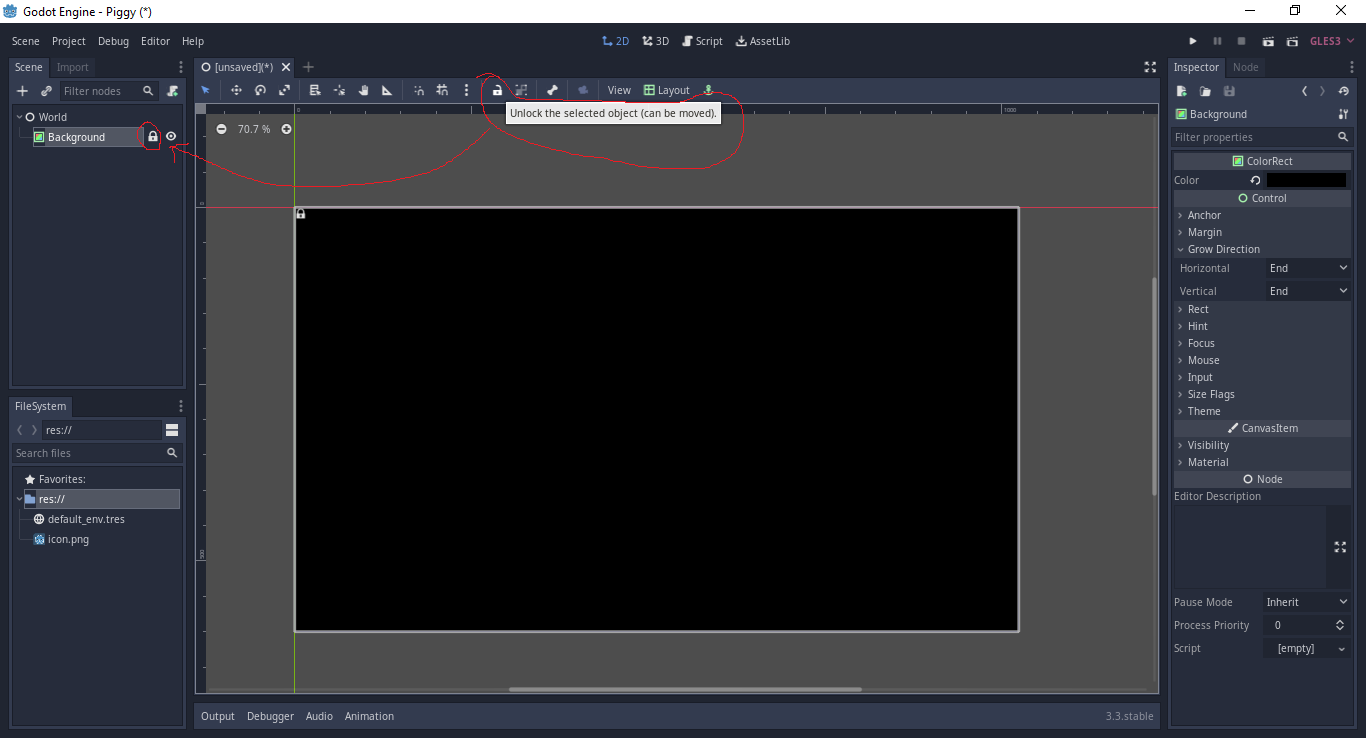 Godot Engine - Piggy (*)
Scene Project Debug Editor Help
2D 3D Script AssetLib
GLES3
Scene Import
Filter nodes
World
Background
FileSystem
res://
Search files
Favorites:
res://
default_env.tres
icon.png
[unsaved](*)
View Layout
Unlock the selected object (can be moved).
0
1000
70.7 %
0
500
Output Debugger Audio Animation
3.3.stable
Inspector Node
Background
Filter properties
ColorRect
Color
Control
Anchor
Margin
Grow Direction
Horizontal End
Vertical End
Rect
Hint
Focus
Mouse
Input
Size Flags
Theme
CanvasItem
Visibility
Material
Node
Editor Description
Pause Mode Inherit
Process Priority 0
Script [empty]